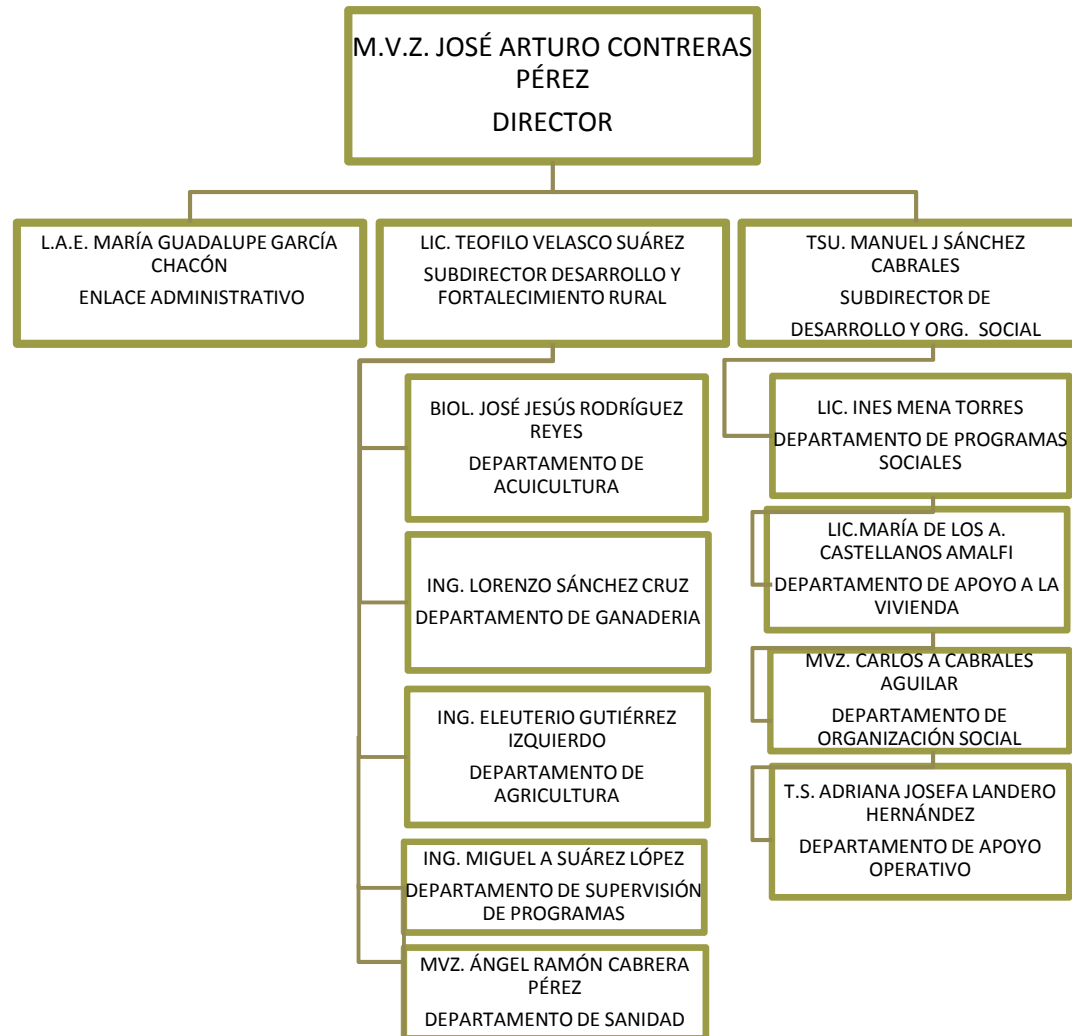 M.V.Z. JOSÉ ARTURO CONTRERAS
PÉREZ
DIRECTOR
L.A.E. MARÍA GUADALUPE GARCÍA
CHACÓN
ENLACE ADMINISTRATIVO
LIC. TEOFILO VELASCO SUÁREZ
SUBDIRECTOR DESARROLLO Y
FORTALECIMIENTO RURAL
TSU. MANUEL J SÁNCHEZ
CABRALES
SUBDIRECTOR DE
DESARROLLO Y ORG. SOCIAL
BIOL. JOSÉ JESÚS RODRÍGUEZ
REYES
DEPARTAMENTO DE
ACUICULTURA
ING. LORENZO SÁNCHEZ CRUZ
DEPARTAMENTO DE GANADERIA
ING. ELEUTERIO GUTIÉRREZ
IZQUIERDO
DEPARTAMENTO DE
AGRICULTURA
ING. MIGUEL A SUÁREZ LÓPEZ
DEPARTAMENTO DE SUPERVISIÓN
DE PROGRAMAS
MVZ. ÁNGEL RAMÓN CABRERA
PÉREZ
DEPARTAMENTO DE SANIDAD
LIC. INES MENA TORRES
DEPARTAMENTO DE PROGRAMAS
SOCIALES
LIC.MARÍA DE LOS A.
CASTELLANOS AMALFI
DEPARTAMENTO DE APOYO A LA
VIVIENDA
MVZ. CARLOS A CABRALES
AGUILAR
DEPARTAMENTO DE
ORGANIZACIÓN SOCIAL
T.S. ADRIANA JOSEFA LANDERO
HERNÁNDEZ
DEPARTAMENTO DE APOYO
OPERATIVO